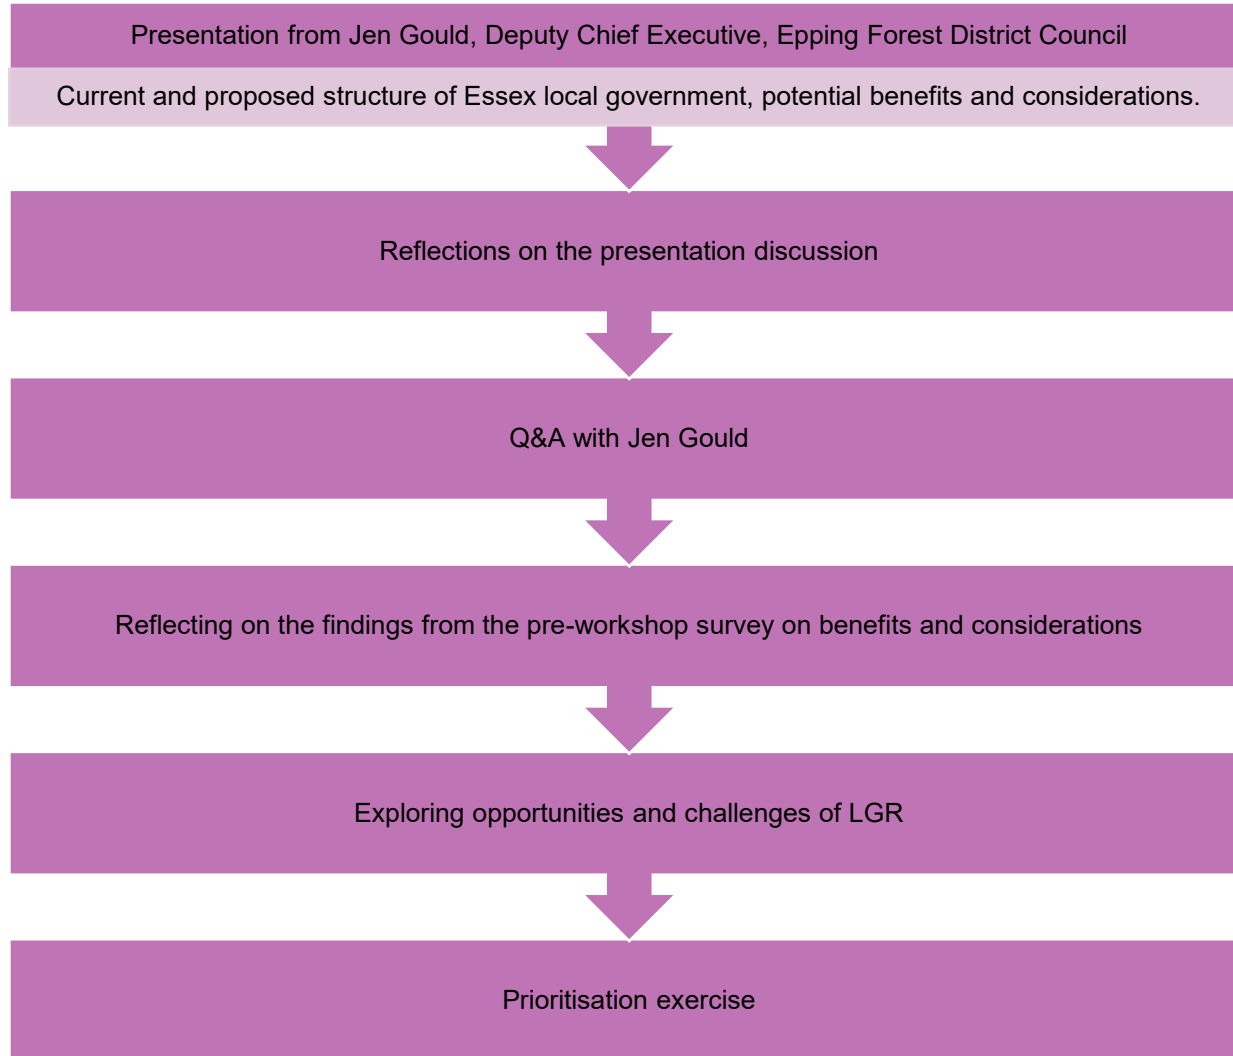 Presentation from Jen Gould, Deputy Chief Executive, Epping Forest District Council
Current and proposed structure of Essex local government, potential benefits and considerations.
Reflections on the presentation discussion
Q&A with Jen Gould
Reflecting on the findings from the pre-workshop survey on benefits and considerations
Exploring opportunities and challenges of LGR
Prioritisation exercise